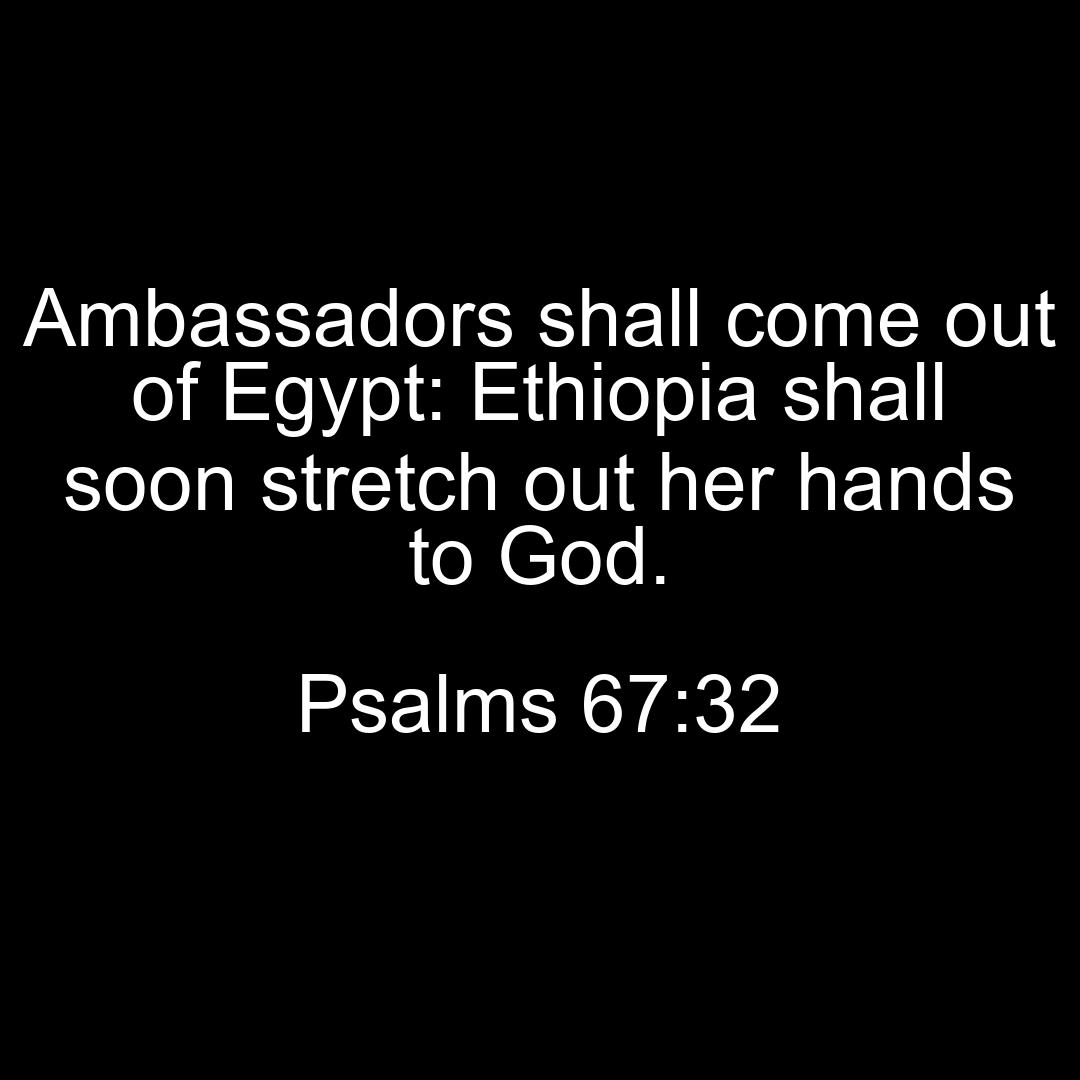 Ambassadors shall come out
of Egypt: Ethiopia shall
soon stretch out her hands
to God.
Psalms 67:32